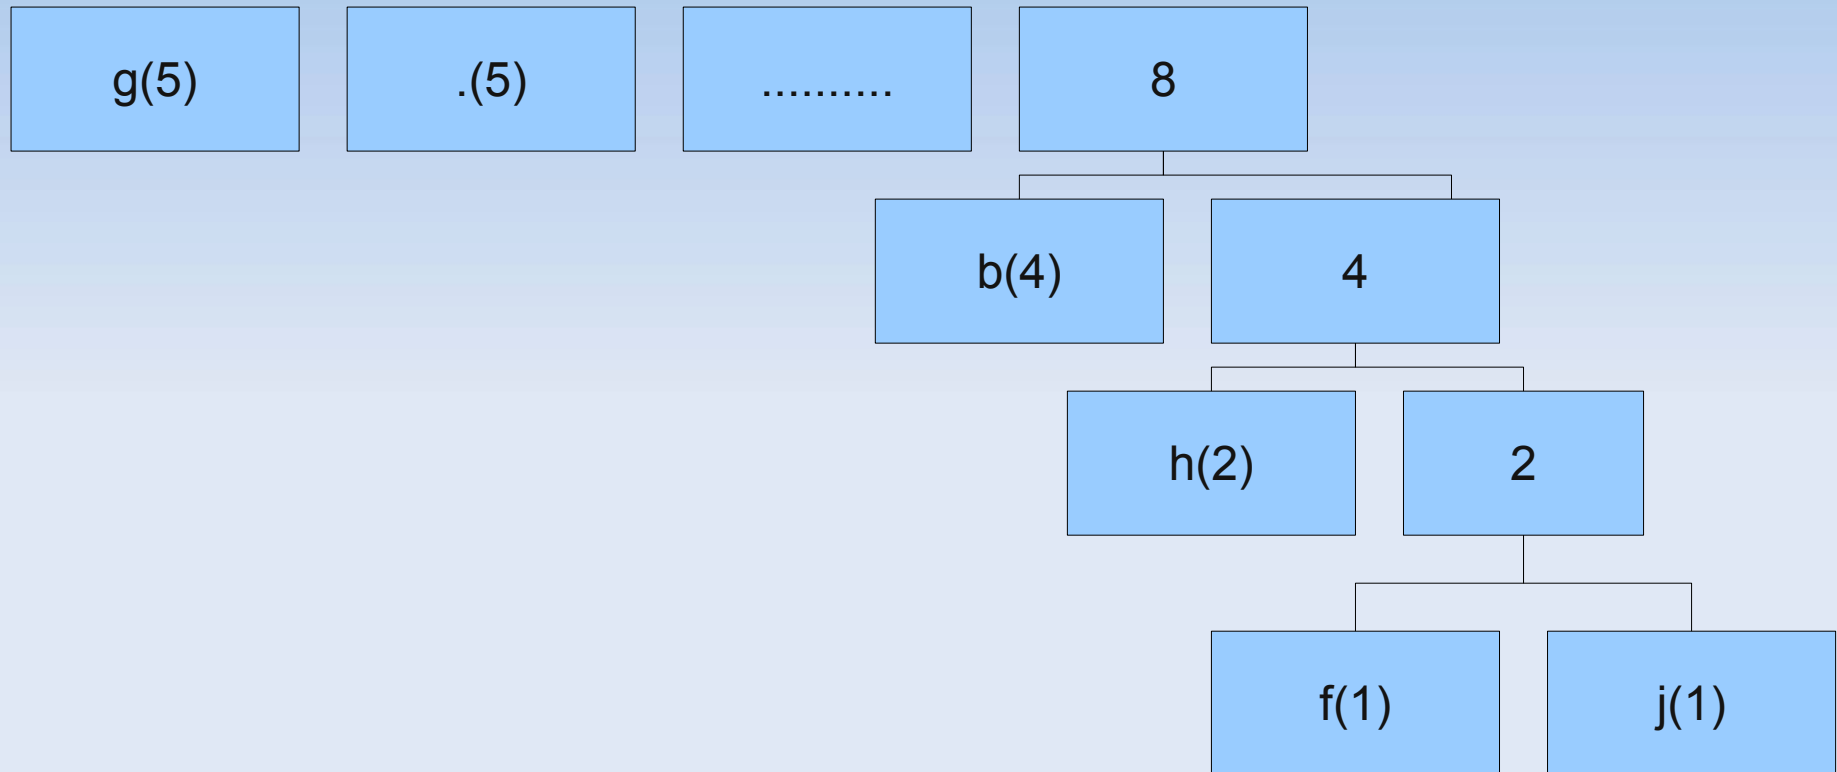 g(5)
.(5)
..........
8
b(4)
4
h(2)
2
f(1)
j(1)